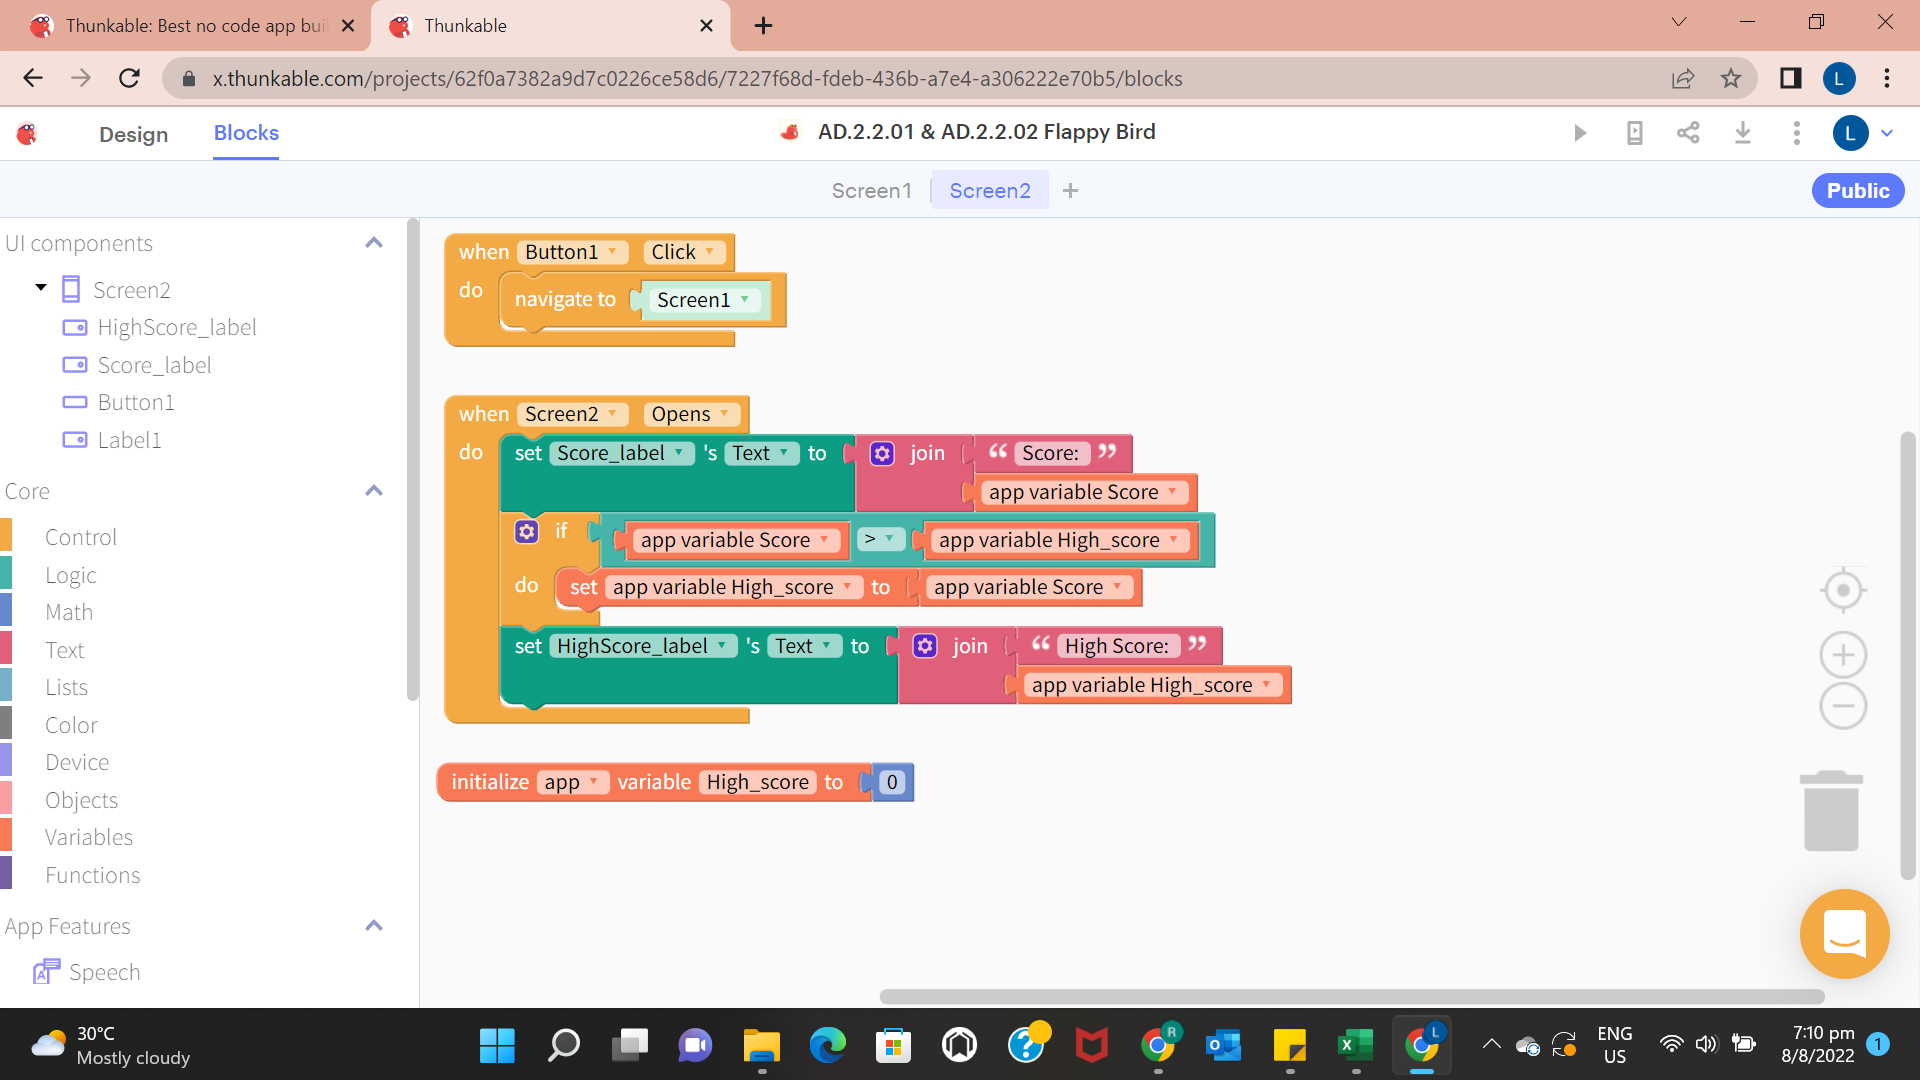 Thunkable: Best no code app bui
Thunkable
x.thunkable.com/projects/62f0a7382a9d7c0226ce58d6/7227f68d-fdeb-436b-a7e4-a306222e70b5/blocks
L
Design
Blocks
AD.2.2.01 & AD.2.2.02 Flappy Bird
L
Screen1
Screen2
Public
UI components
Screen2
HighScore_label
Score_label
Button1
Label1
Core
Control
Logic
Math
Text
Lists
Color
Device
Objects
Variables
Functions
App Features
Speech
when Button1 Click
do navigate to Screen1
when Screen2 Opens
do set Score_label 's Text to join “ Score: ”
app variable Score
if app variable Score > app variable High_score
do set app variable High_score to app variable Score
set HighScore_label 's Text to join “ High Score: ”
app variable High_score
initialize app variable High_score to 0
30°C
Mostly cloudy
R
L
ENG
US
7:10 pm
8/8/2022
1